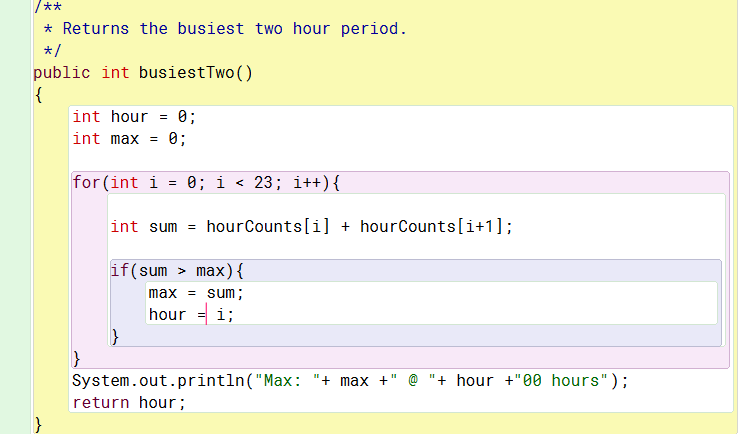 /**
 * Returns the busiest two hour period.
 */
public int busiestTwo()
{
    int hour = 0;
    int max = 0;
    for(int i = 0; i < 23; i++){
        int sum = hourCounts[i] + hourCounts[i+1];
        if(sum > max){
            max = sum;
            hour = i;
        }
    }
    System.out.println("Max: "+ max +" @ "+ hour +"00 hours");
    return hour;
}